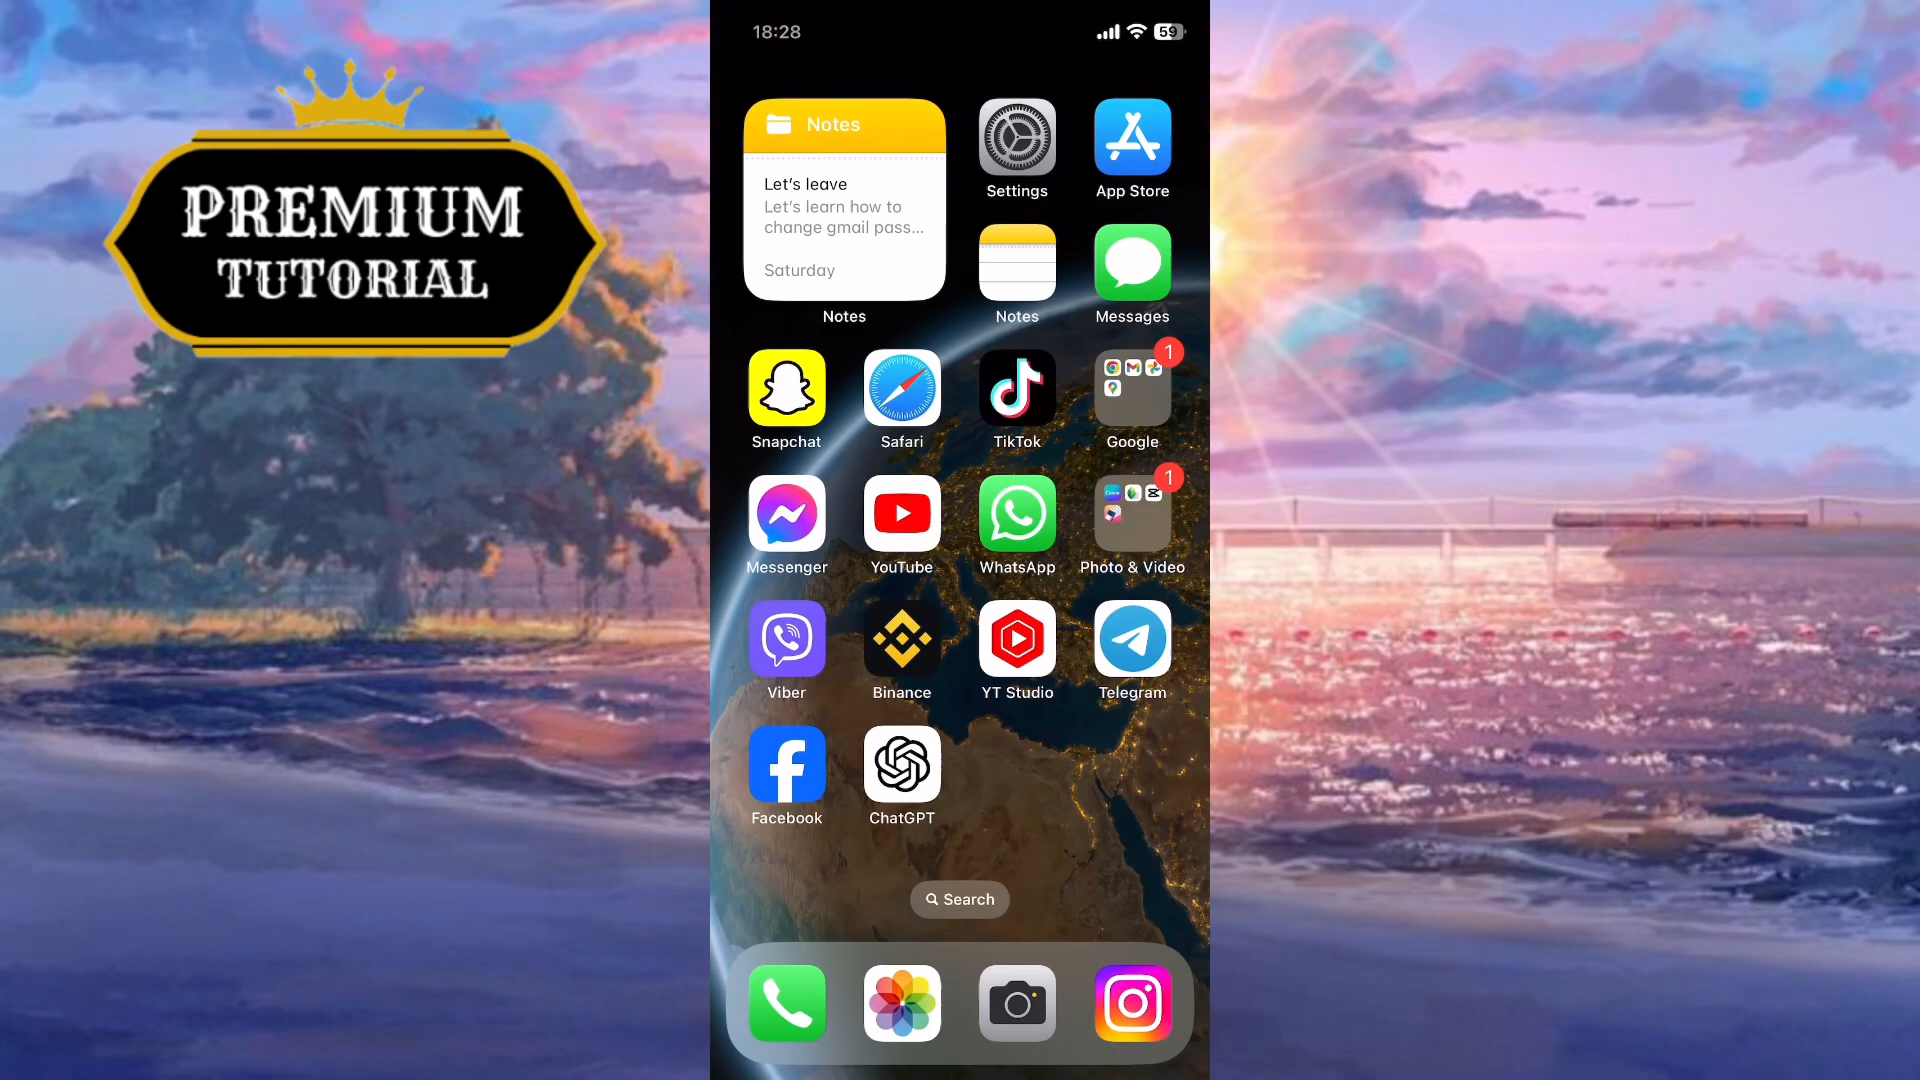 PREMIUM
TUTORIAL
18:28
59
Notes
Let's leave
Let's learn how to
change gmail pass...
Saturday
Notes
Settings
App Store
Notes
Messages
Snapchat
Safari
TikTok
1
Google
Messenger
YouTube
WhatsApp
1
Photo & Video
Viber
Binance
YT Studio
Telegram
Facebook
ChatGPT
Search